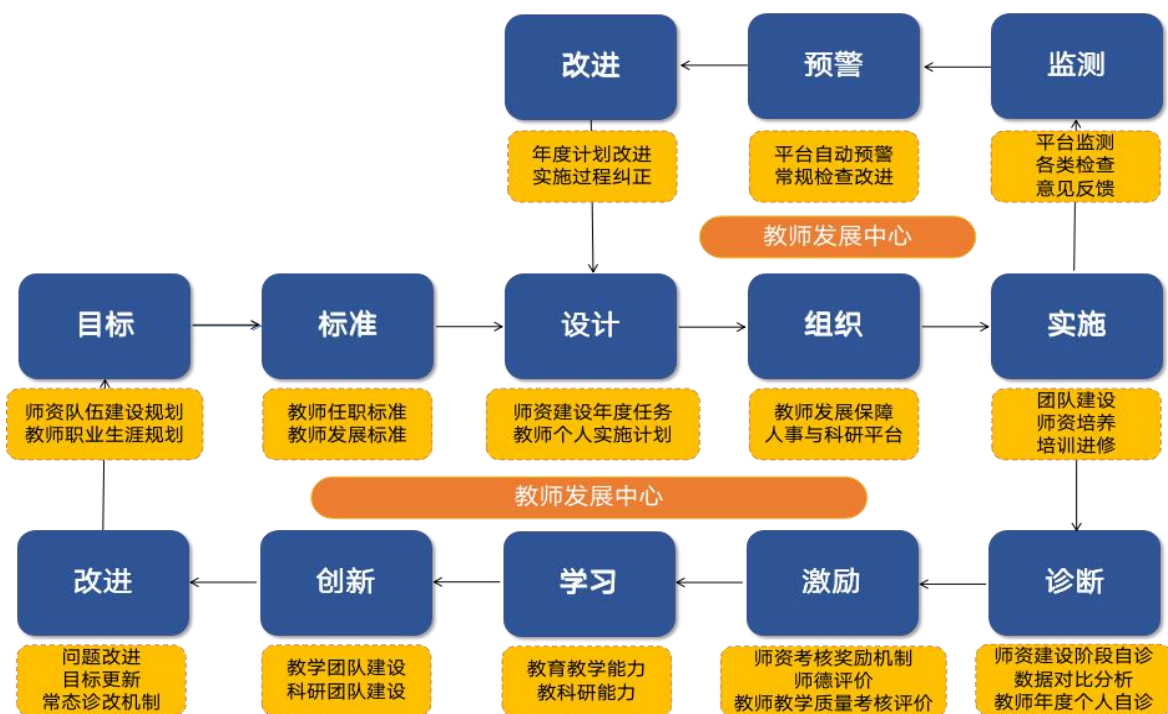 改进
预警
监测
年度计划改进
实施过程纠正
平台自动预警
常规检查改进
平台监测
各类检查
意见反馈
教师发展中心
目标
标准
设计
组织
实施
师资队伍建设规划
教师职业生涯规划
教师任职标准
教师发展标准
师资建设年度任务
教师个人实施计划
教师发展保障
人事与科研平台
团队建设
师资培养
培训进修
教师发展中心
改进
创新
学习
激励
诊断
问题改进
目标更新
常态诊改机制
教学团队建设
科研团队建设
教育教学能力
教科研能力
师资考核奖励机制
师德评价
教师教学质量考核评价
师资建设阶段自诊
数据对比分析
教师年度个人自诊